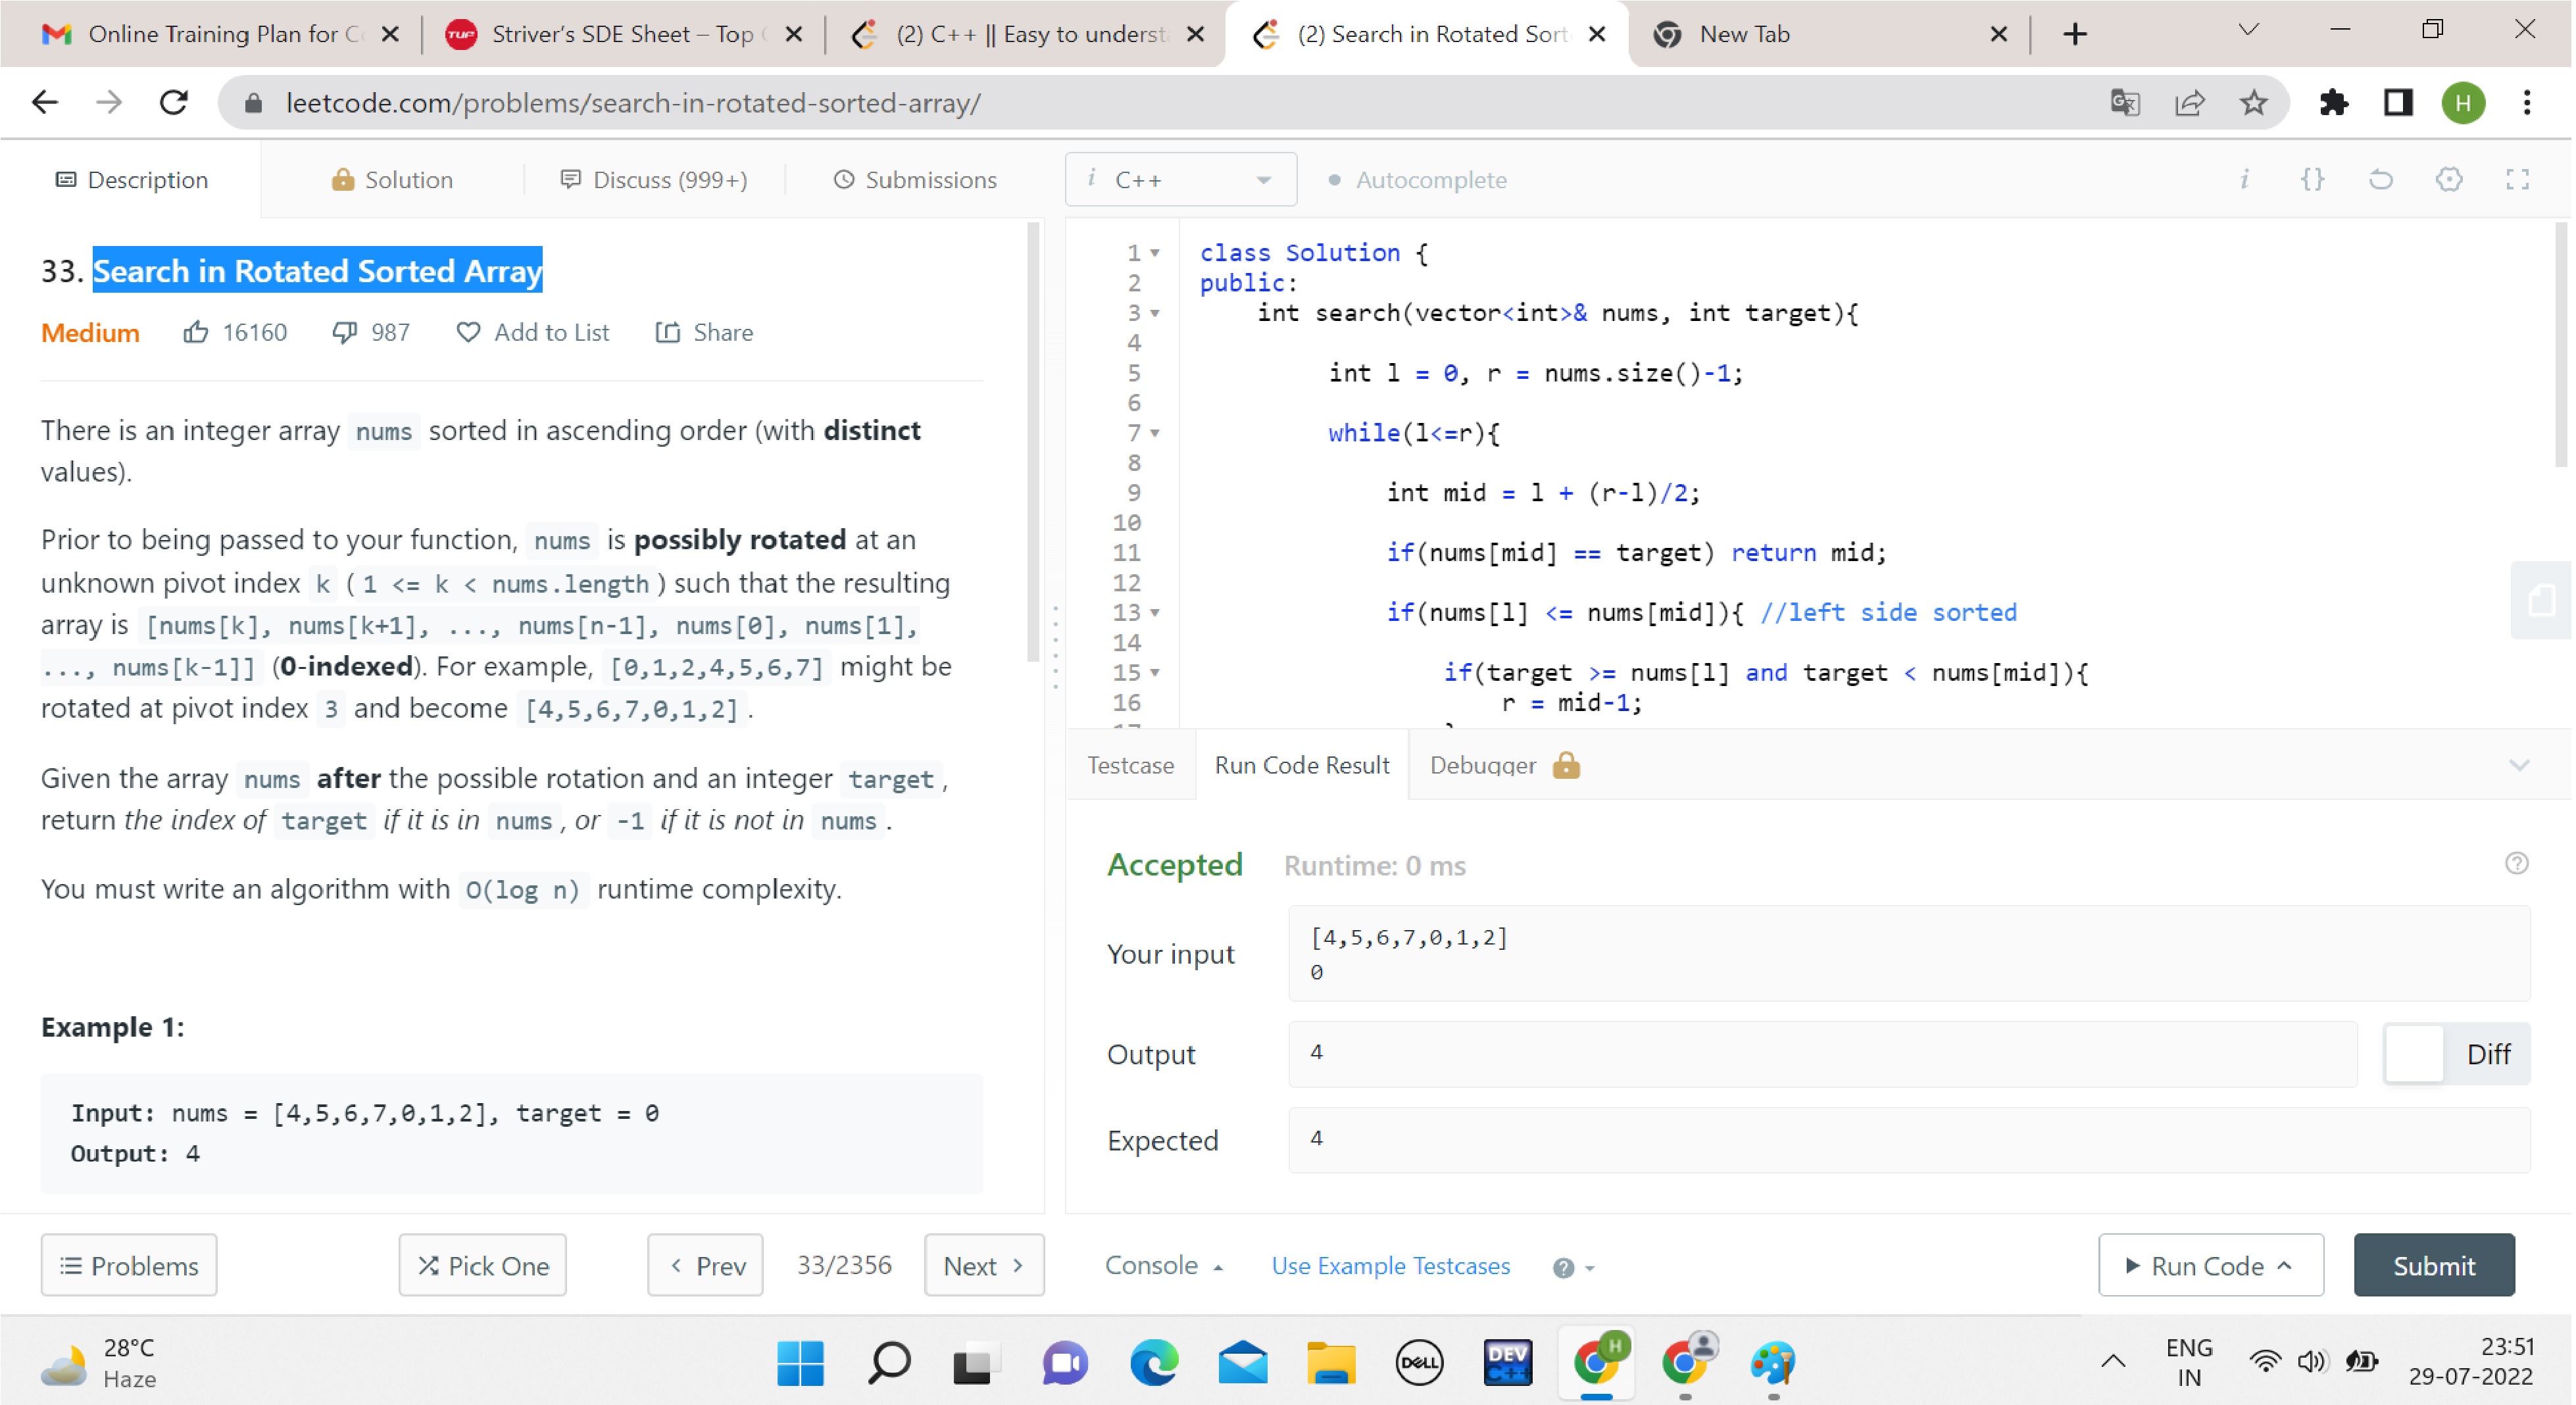 Online Training Plan for C
Striver's SDE Sheet – Top
(2) C++ || Easy to underst
(2) Search in Rotated Sort
New Tab
leetcode.com/problems/search-in-rotated-sorted-array/
H
Description
Solution
Discuss (999+)
Submissions
i C++
Autocomplete
33. Search in Rotated Sorted Array
Medium 16160 987 Add to List Share
There is an integer array nums sorted in ascending order (with distinct
values).
Prior to being passed to your function, nums is possibly rotated at an
unknown pivot index k ( 1 <= k < nums.length ) such that the resulting
array is [nums[k], nums[k+1], ..., nums[n-1], nums[0], nums[1],
..., nums[k-1]] (0-indexed). For example, [0,1,2,4,5,6,7] might be
rotated at pivot index 3 and become [4,5,6,7,0,1,2] .
Given the array nums after the possible rotation and an integer target ,
return the index of target if it is in nums , or -1 if it is not in nums .
You must write an algorithm with O(log n) runtime complexity.
Example 1:
Input: nums = [4,5,6,7,0,1,2], target = 0
Output: 4
Problems
Pick One
Prev
33/2356
Next
1 class Solution {
2 public:
3 int search(vector<int>& nums, int target){
4
5 int l = 0, r = nums.size()-1;
6
7 while(l<=r){
8
9 int mid = l + (r-l)/2;
10
11 if(nums[mid] == target) return mid;
12
13 if(nums[l] <= nums[mid]){ //left side sorted
14
15 if(target >= nums[l] and target < nums[mid]){
16 r = mid-1;
Testcase
Run Code Result
Debugger
Accepted Runtime: 0 ms
Your input
[4,5,6,7,0,1,2]
0
Output
4
Diff
Expected
4
Console
Use Example Testcases
Run Code
Submit
28°C
Haze
TUF
DELL
DEV
C++
H
ENG
IN
23:51
29-07-2022